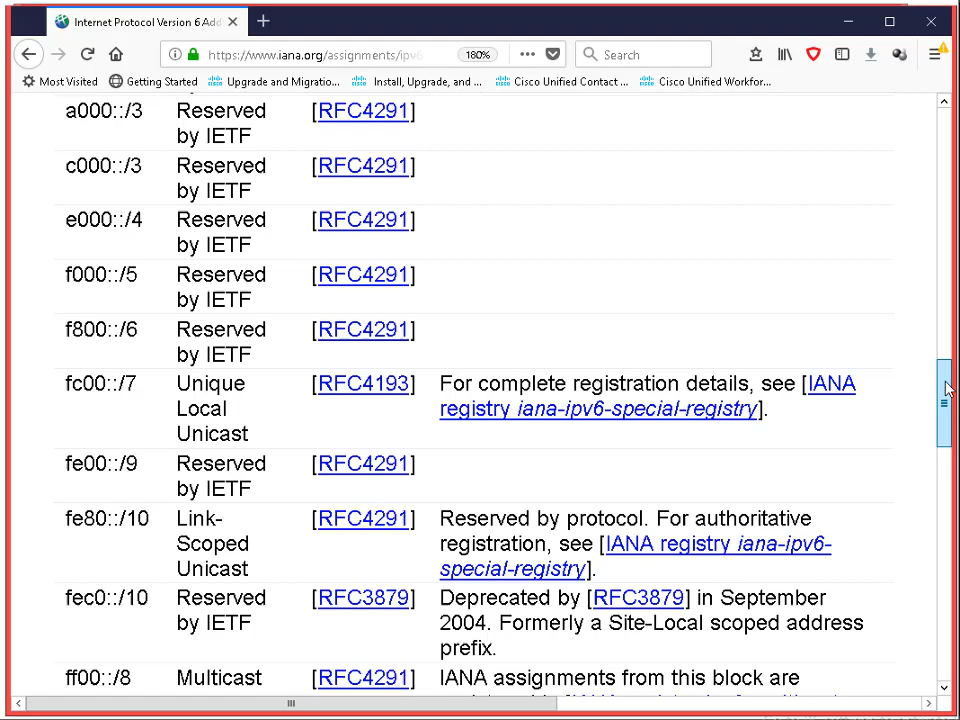 Internet Protocol Version 6 Add
https://www.iana.org/assignments/ipv6
180%
Search
Most Visited
Getting Started
Upgrade and Migratio...
Install, Upgrade, and ...
Cisco Unified Contact ...
Cisco Unified Workfor...
a000::/3 Reserved [RFC4291]
by IETF
c000::/3 Reserved [RFC4291]
by IETF
e000::/4 Reserved [RFC4291]
by IETF
f000::/5 Reserved [RFC4291]
by IETF
f800::/6 Reserved [RFC4291]
by IETF
fc00::/7 Unique [RFC4193] For complete registration details, see [IANA
Local registry iana-ipv6-special-registry].
Unicast
fe00::/9 Reserved [RFC4291]
by IETF
fe80::/10 Link- [RFC4291] Reserved by protocol. For authoritative
Scoped registration, see [IANA registry iana-ipv6-
Unicast special-registry].
fec0::/10 Reserved [RFC3879] Deprecated by [RFC3879] in September
by IETF 2004. Formerly a Site-Local scoped address
prefix.
ff00::/8 Multicast [RFC4291] IANA assignments from this block are